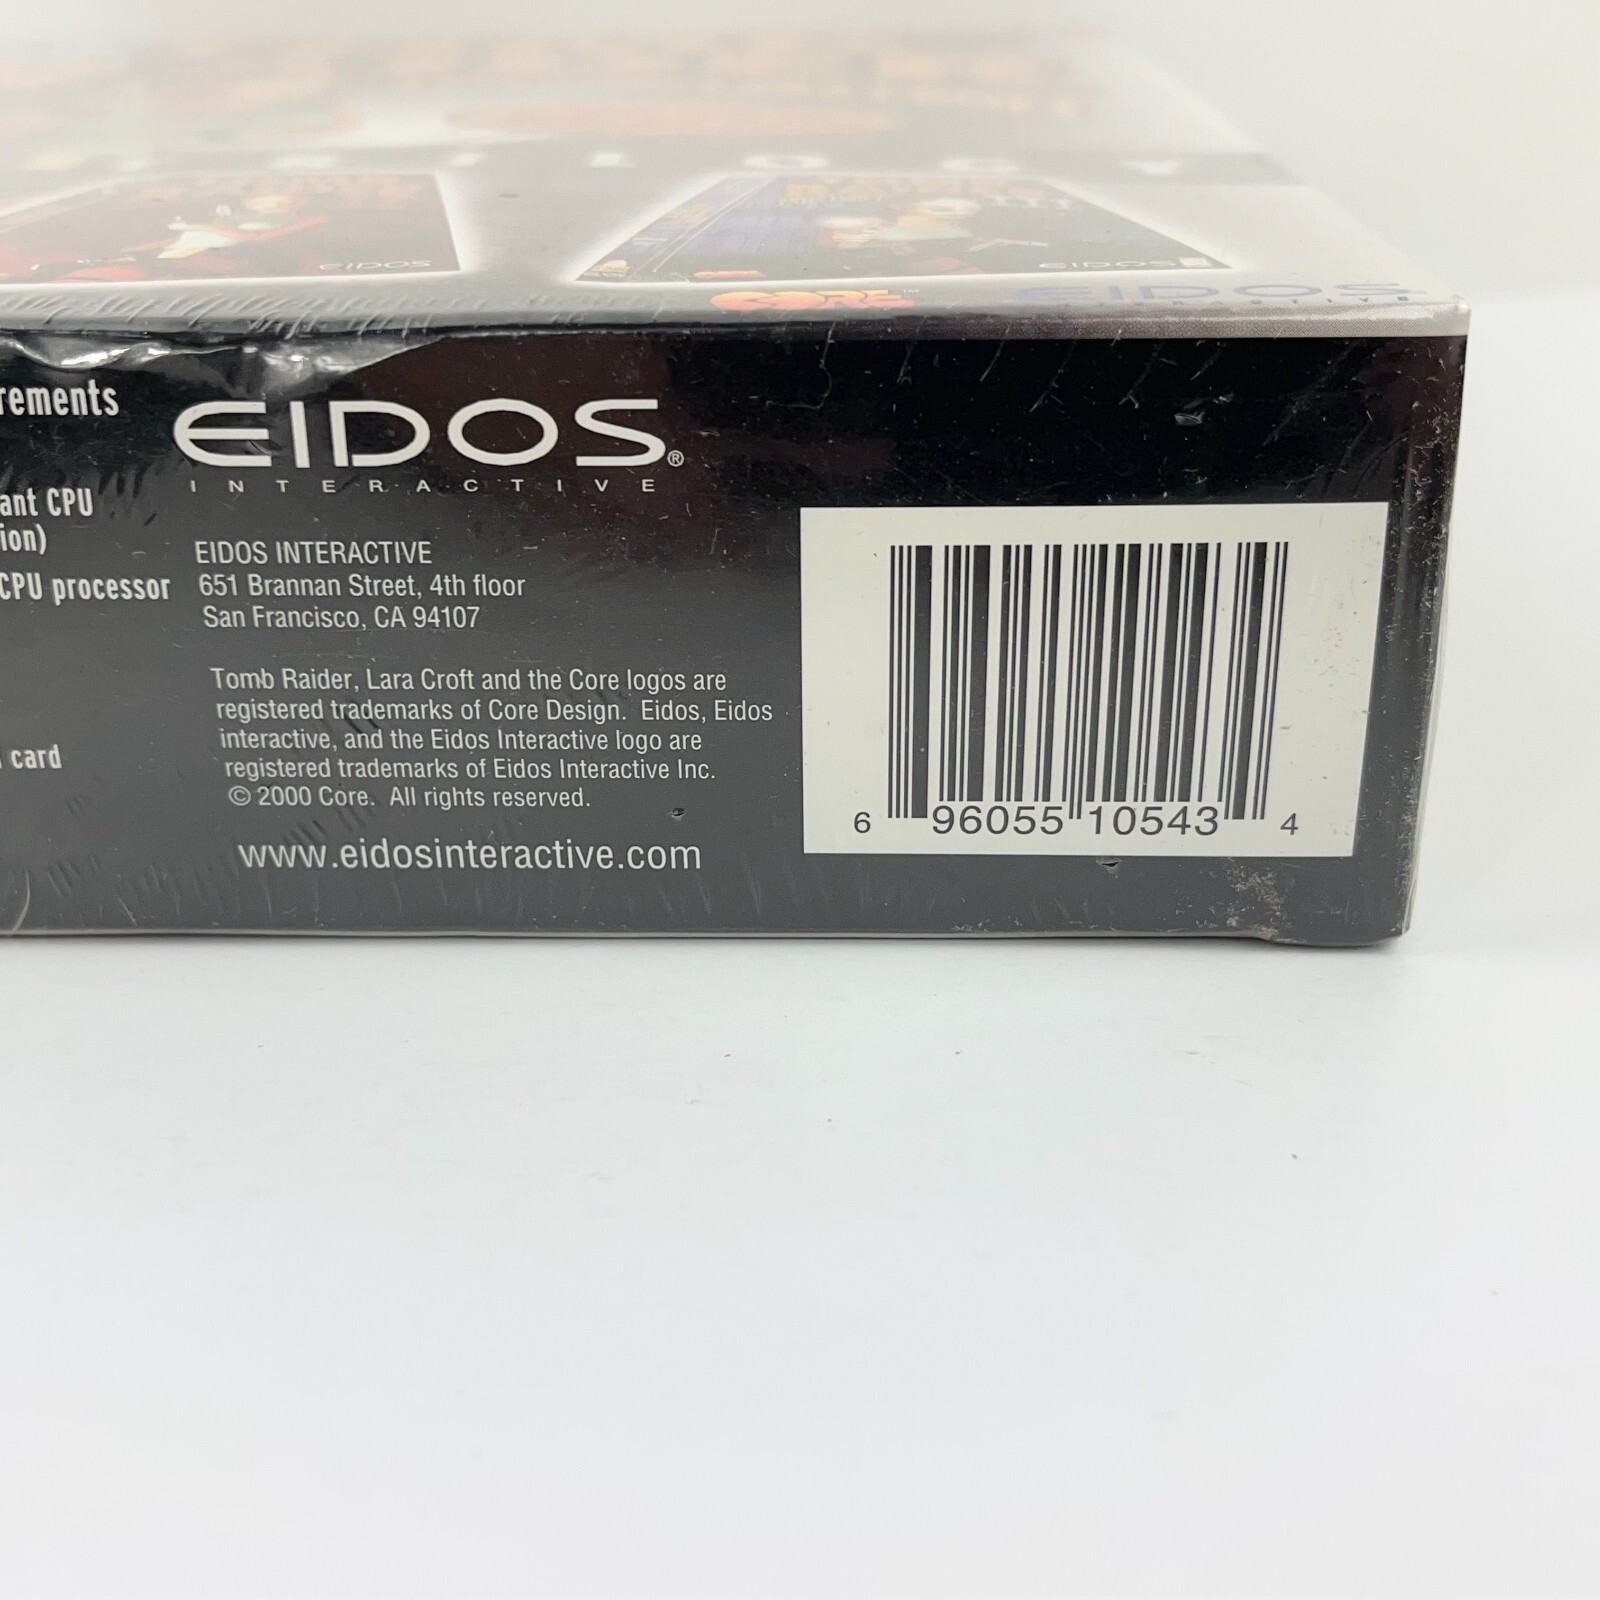 EIDOS
EIDOS
CORE™
EIDOS
EIDOS®
INTERACTIVE
CPU
CPU processor
card
EIDOS INTERACTIVE
651 Brannan Street, 4th floor
San Francisco, CA 94107
Tomb Raider, Lara Croft and the Core logos are
registered trademarks of Core Design. Eidos, Eidos
interactive, and the Eidos Interactive logo are
registered trademarks of Eidos Interactive Inc.
© 2000 Core. All rights reserved.
www.eidosinteractive.com
6 96055 10543 4